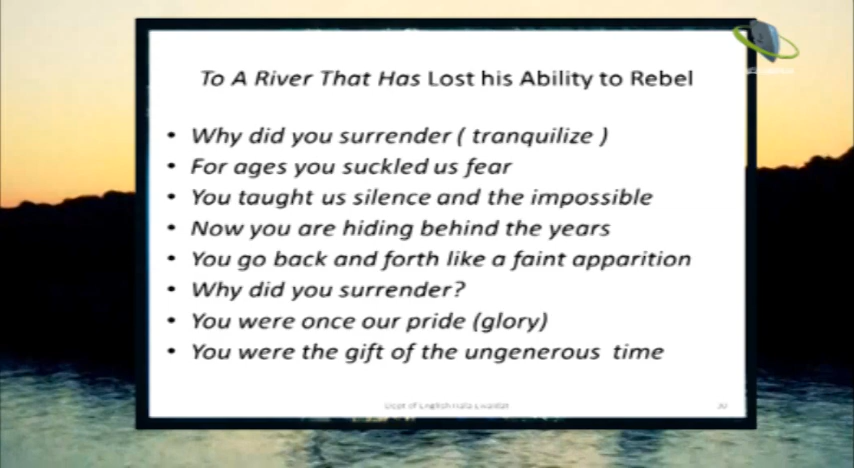 To A River That Has Lost his Ability to Rebel
• Why did you surrender ( tranquilize )
• For ages you suckled us fear
• You taught us silence and the impossible
• Now you are hiding behind the years
• You go back and forth like a faint apparition
• Why did you surrender?
• You were once our pride (glory)
• You were the gift of the ungenerous time
Dept of English